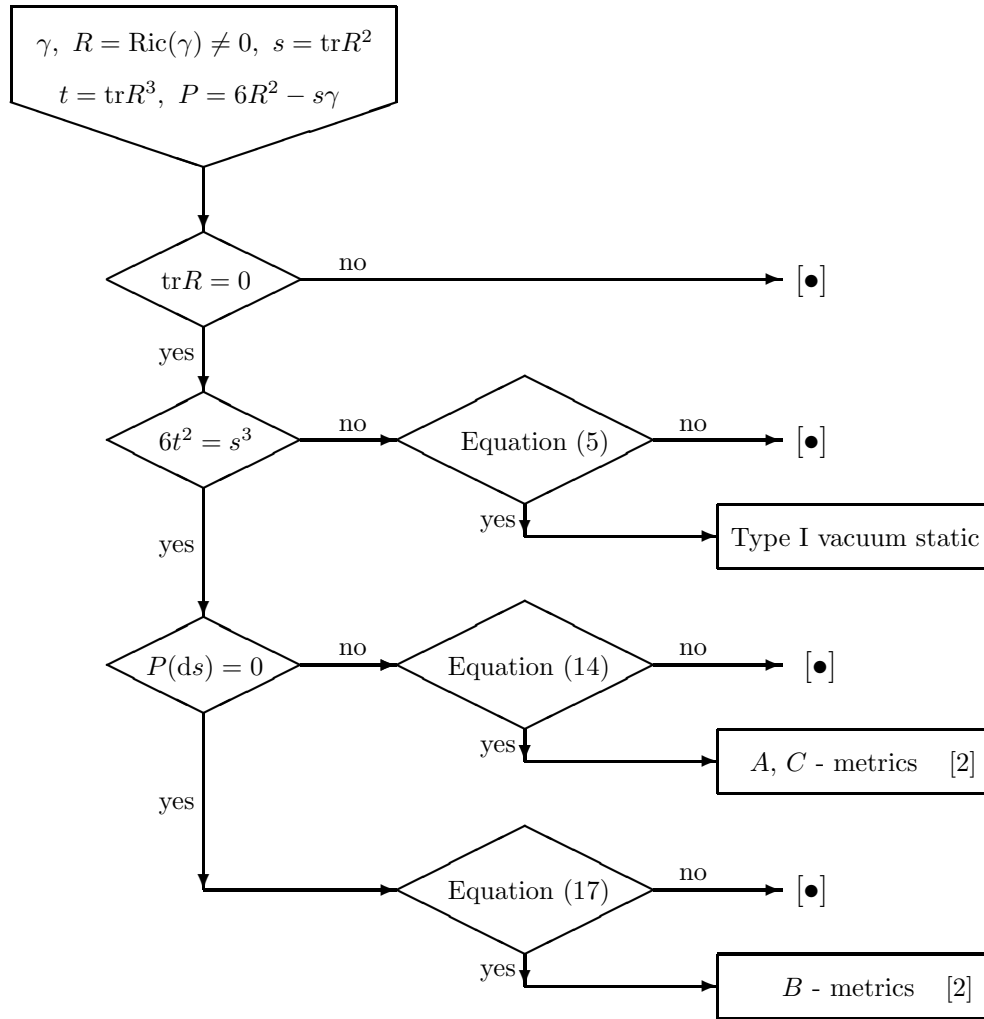 γ, R = Ric(γ) ≠ 0, s = trR²
t = trR³, P = 6R² − sγ
trR = 0
no
[●]
yes
6t² = s³
no
Equation (5)
no
[●]
yes
Type I vacuum static
yes
P(ds) = 0
no
Equation (14)
no
[●]
yes
A, C - metrics [2]
yes
Equation (17)
no
[●]
yes
B - metrics [2]